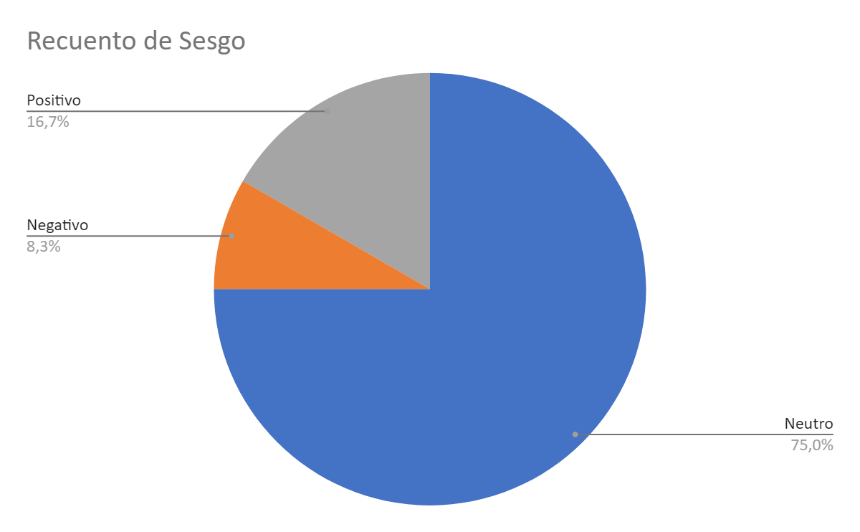 Recuento de Sesgo
Positivo
16,7%
Negativo
8,3%
Neutro
75,0%